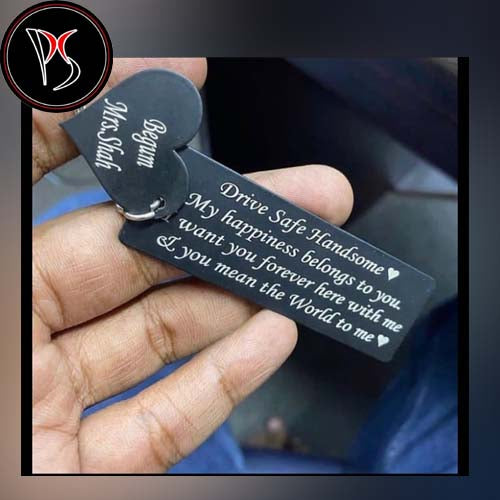 Begum
Mrs.Shah
Drive Safe Handsome ♥
My happiness belongs to you.
want you forever here with me
& you mean the World to me ♥